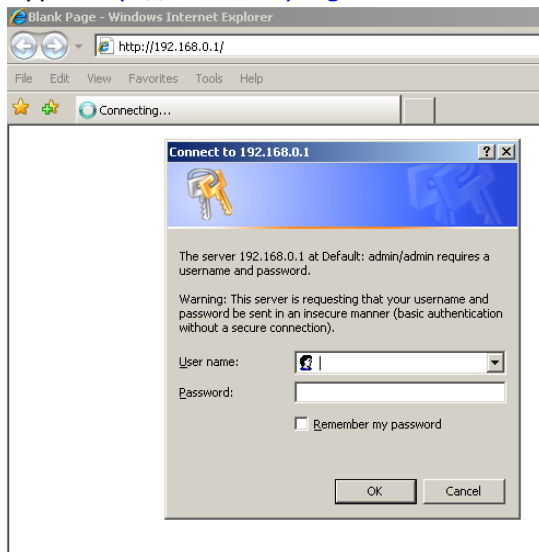 Blank Page - Windows Internet Explorer
http://192.168.0.1/
File Edit View Favorites Tools Help
Connecting...
Connect to 192.168.0.1
The server 192.168.0.1 at Default: admin/admin requires a
username and password.
Warning: This server is requesting that your username and
password be sent in an insecure manner (basic authentication
without a secure connection).
User name:
Password:
Remember my password
OK Cancel